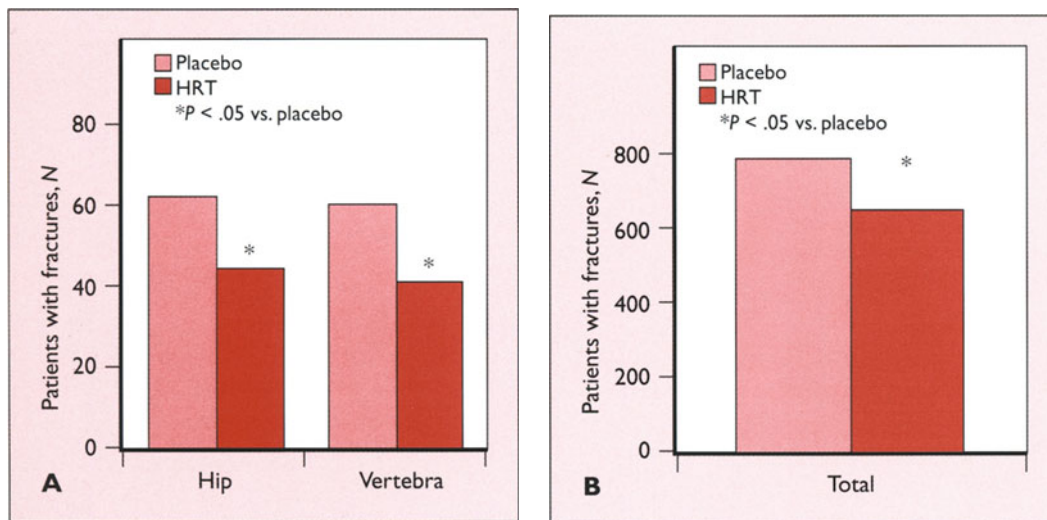 Placebo
HRT
*P < .05 vs. placebo
Patients with fractures, N
80
60
40
20
0
A
Hip
Vertebra
Placebo
HRT
*P < .05 vs. placebo
*
*
Patients with fractures, N
800
600
400
200
0
*
B
Total